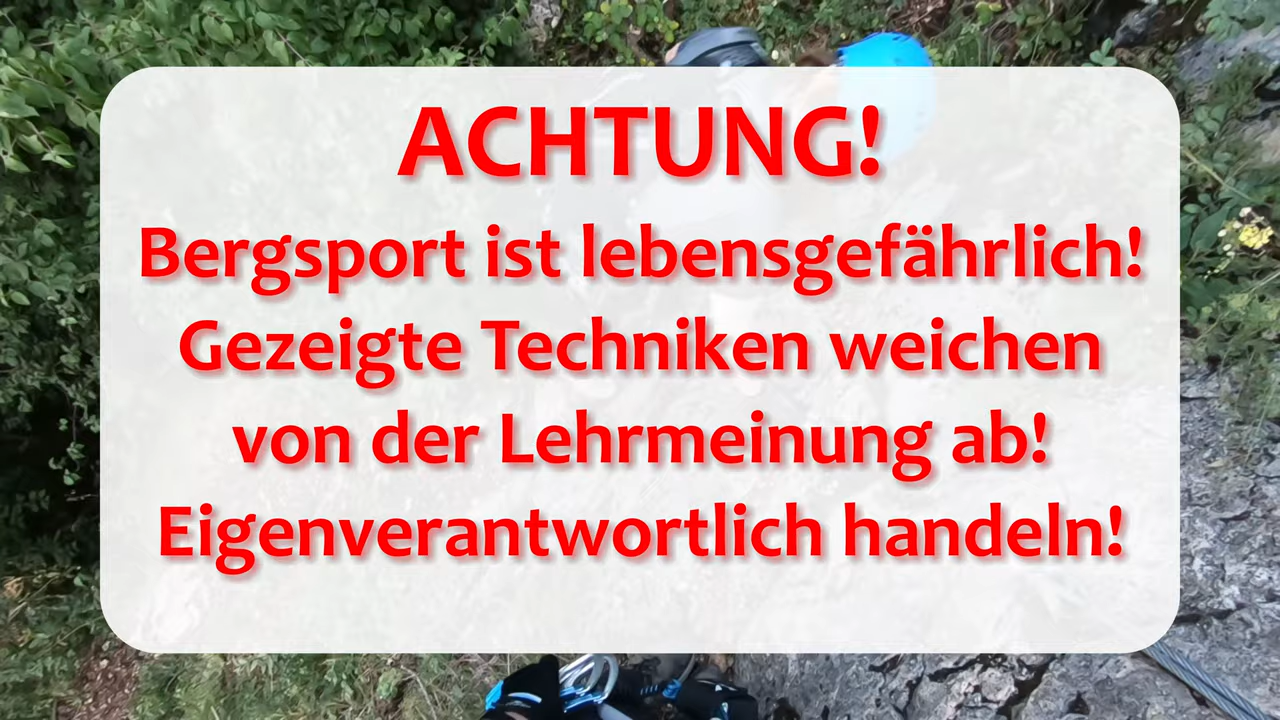 ACHTUNG!
Bergsport ist lebensgefährlich!
Gezeigte Techniken weichen
von der Lehrmeinung ab!
Eigenverantwortlich handeln!